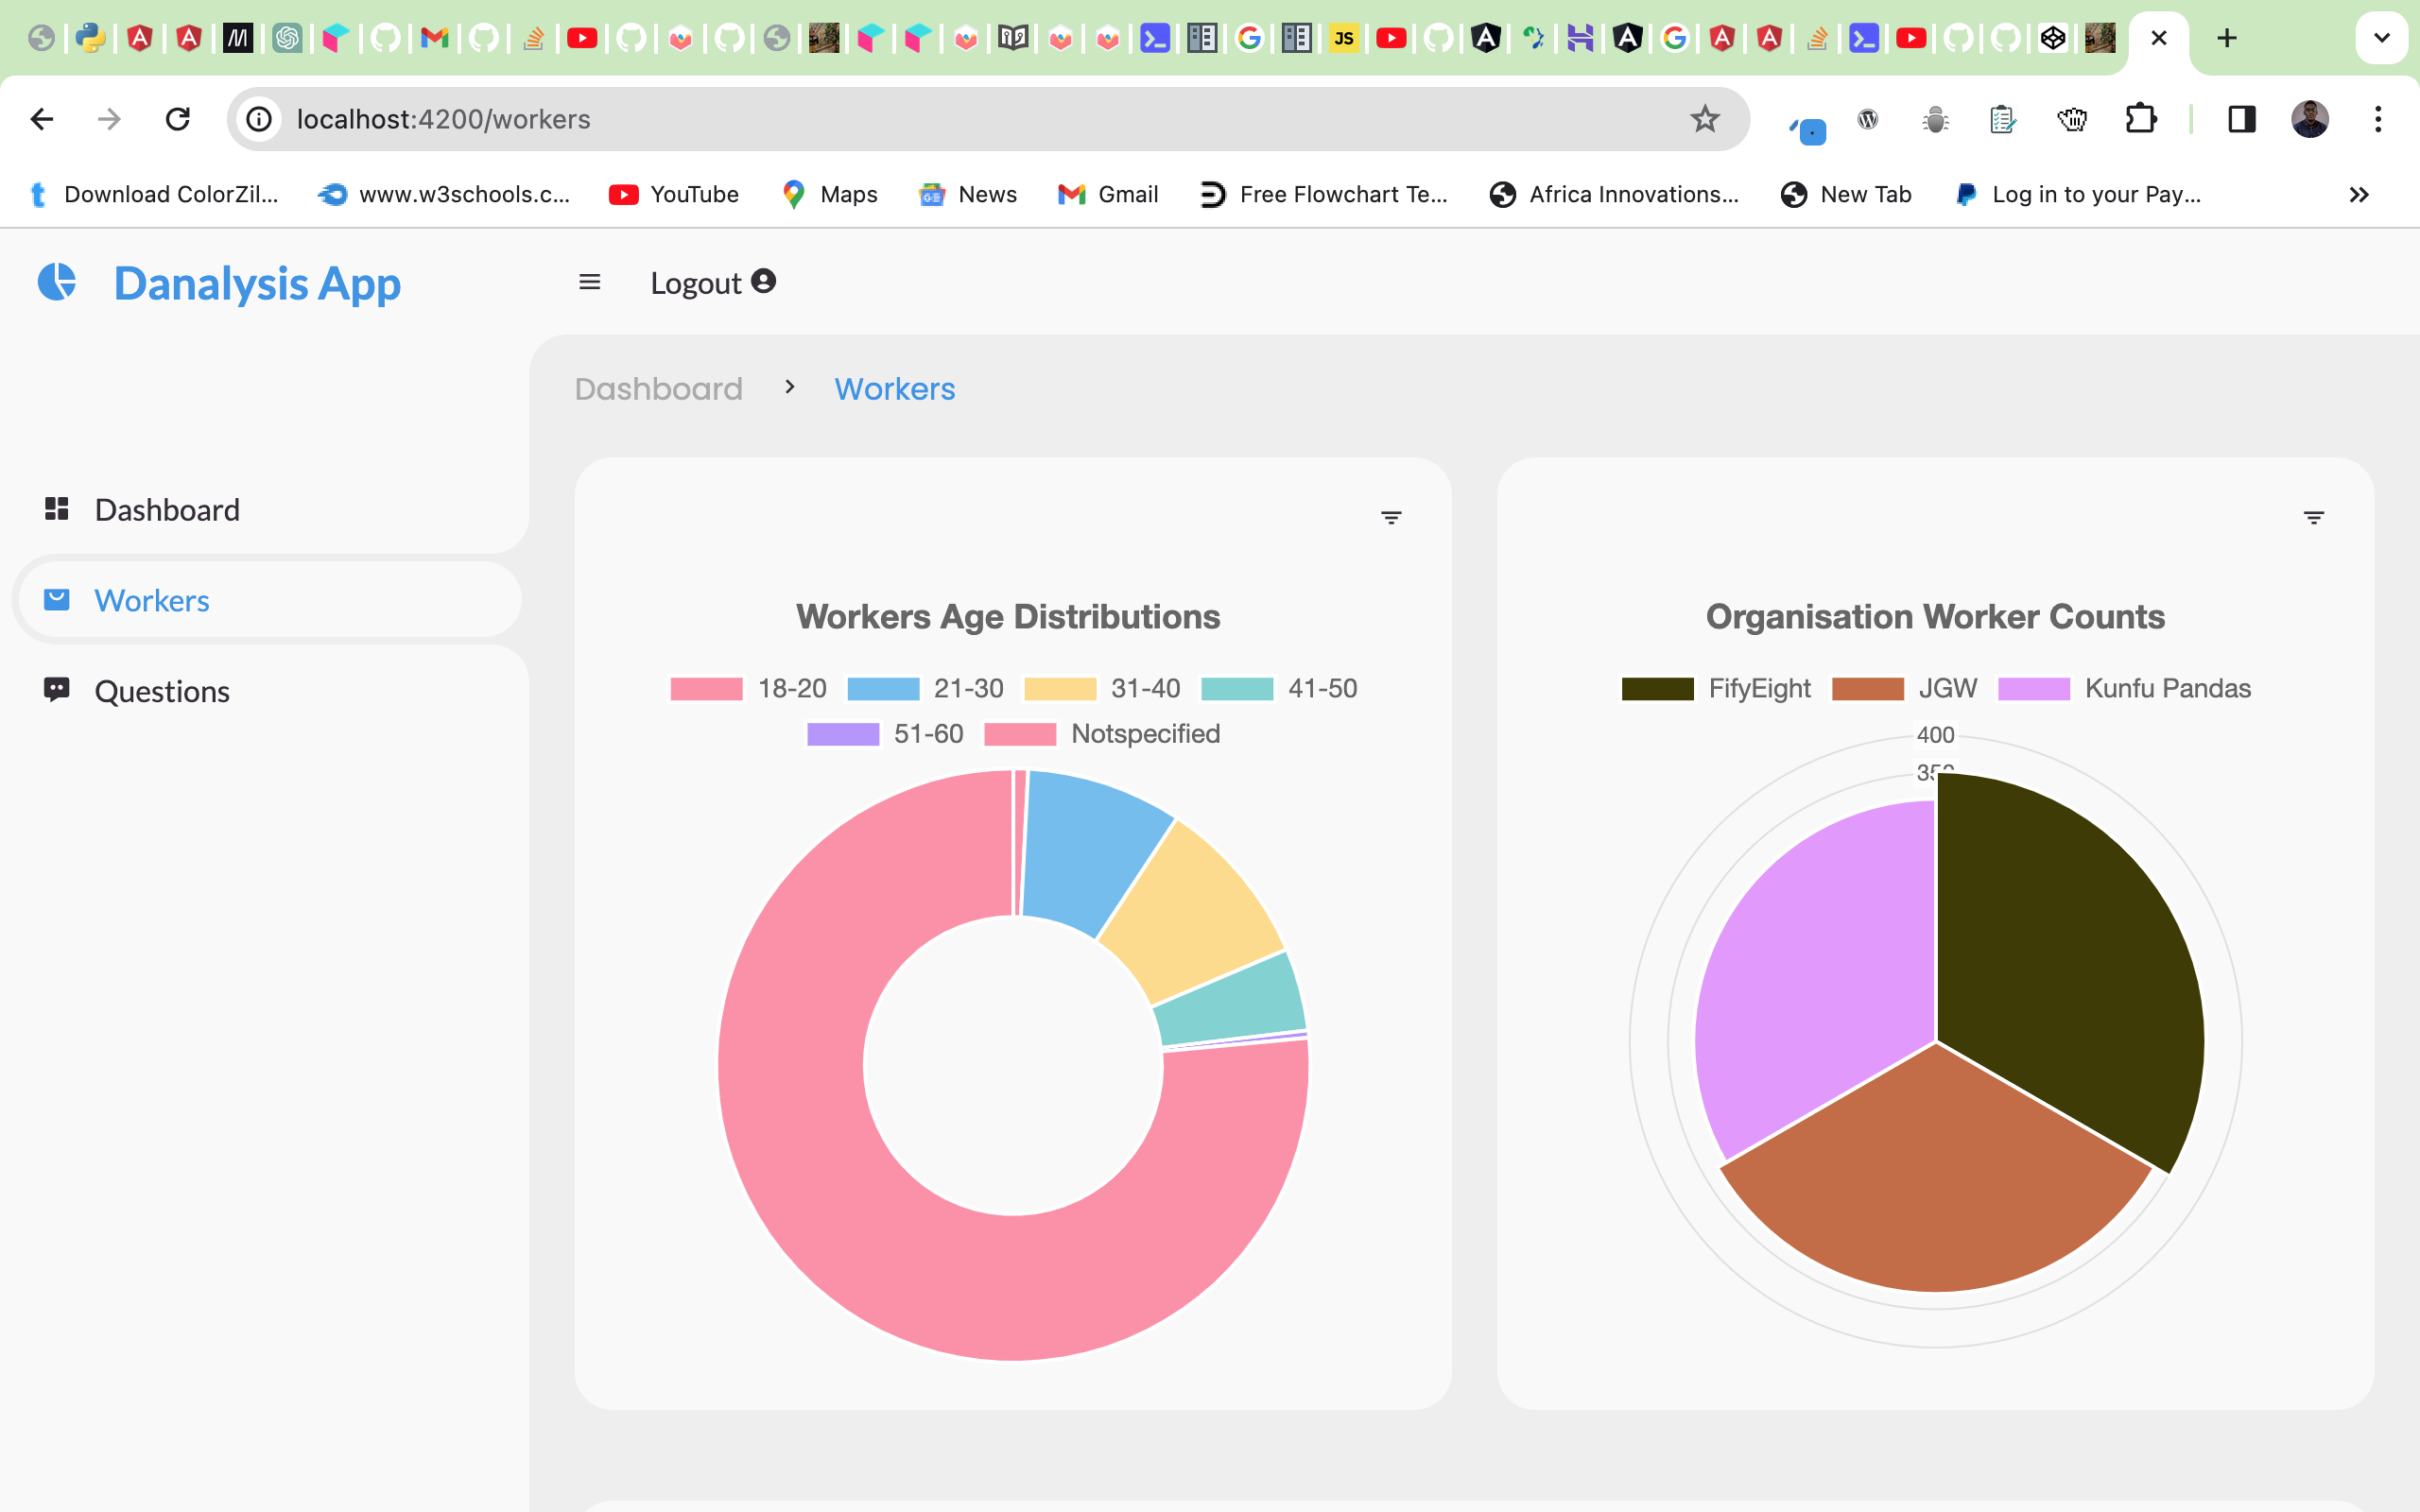 JS
localhost:4200/workers
Download ColorZil... www.w3schools.c... YouTube Maps News Gmail Free Flowchart Te... Africa Innovations... New Tab Log in to your Pay...
Danalysis App
Logout
Dashboard Workers
Dashboard
Workers
Questions
Workers Age Distributions
18-20 21-30 31-40 41-50
51-60 Notspecified
Organisation Worker Counts
FifyEight JGW Kunfu Pandas
400
350